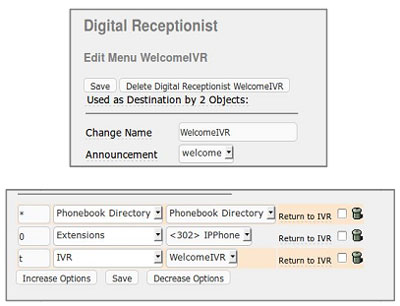 Digital Receptionist
Edit Menu WelcomeIVR
Save Delete Digital Receptionist WelcomeIVR
Used as Destination by 2 Objects:
Change Name WelcomeIVR
Announcement welcome
* Phonebook Directory Phonebook Directory Return to IVR
0 Extensions <302> IPPhone Return to IVR
t IVR WelcomeIVR Return to IVR
Increase Options Save Decrease Options